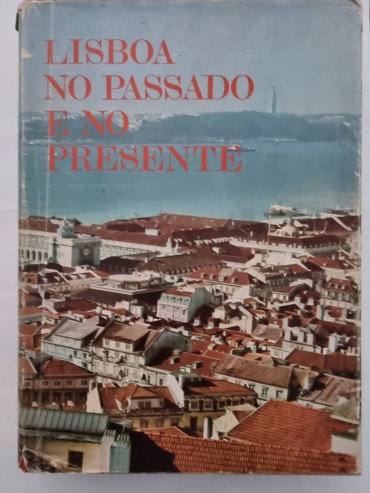 LISBOA
NO PASSADO
E NO
PRESENTE